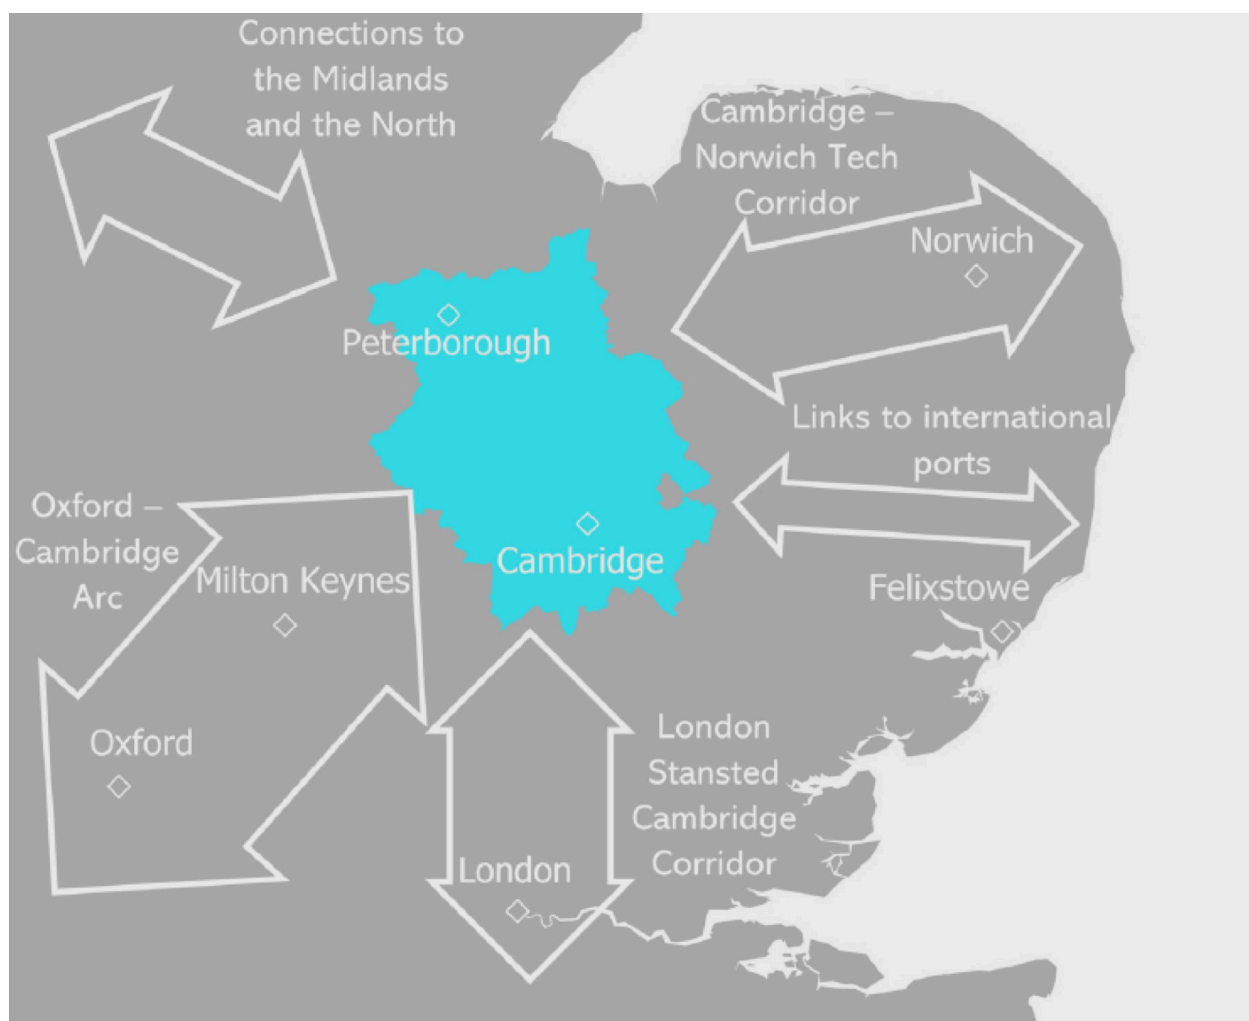 Connections to
the Midlands
and the North
Cambridge –
Norwich Tech
Corridor
Norwich
Peterborough
Links to international
ports
Oxford –
Cambridge
Arc
Milton Keynes
Cambridge
Felixstowe
Oxford
London
Stansted
Cambridge
Corridor
London